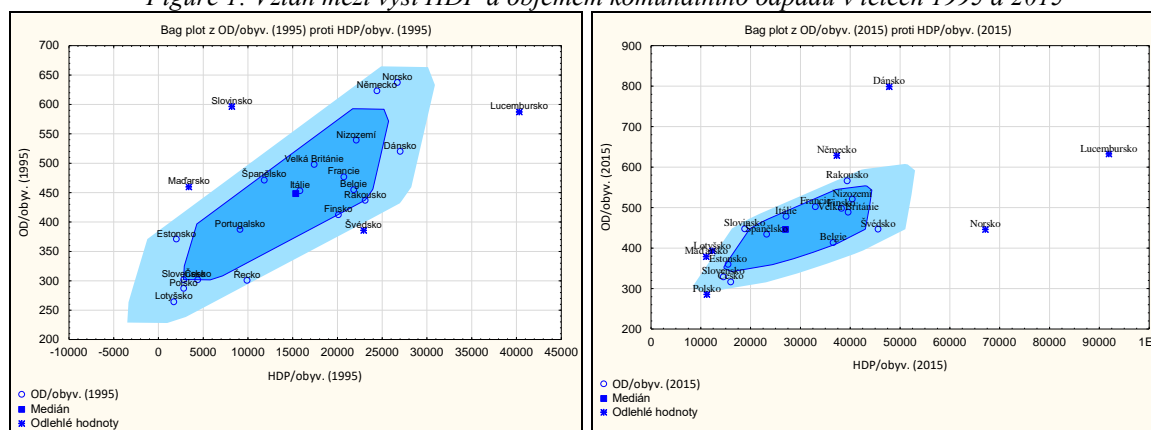 Figure 1: Vztah mezi výší HDP a objemem komunálního odpadu v letech 1995 a 2015
Bag plot z OD/obyv. (1995) proti HDP/obyv. (1995)
700
650
600
550
500
450
400
350
300
250
200
OD/obyv. (1995)
Norsko
Německo
Slovinsko
Lucembursko
Nizozemí
Dánsko
Velká Británie
Španělsko
Francie
Maďarsko
Itálie
Belgie
Rakousko
Finsko
Portugalsko
Švédsko
Estonsko
Slovensko
Česko
Řecko
Polsko
Lotyšsko
-10000 0 5000 10000 15000 20000 25000 30000 35000 40000 45000
HDP/obyv. (1995)
OD/obyv. (1995)
Medián
Odlehlé hodnoty
Bag plot z OD/obyv. (2015) proti HDP/obyv. (2015)
900
800
700
600
500
400
300
200
OD/obyv. (2015)
Dánsko
Německo
Lucembursko
Rakousko
Nizozemí
Francie
Finsko
Velká Británie
Itálie
Slovinsko
Španělsko
Švédsko
Norsko
Belgie
Lotyšsko
Maďarsko
Estonsko
Slovensko
Česko
Polsko
0 10000 20000 30000 40000 50000 60000 70000 80000 90000 1E
HDP/obyv. (2015)
OD/obyv. (2015)
Medián
Odlehlé hodnoty